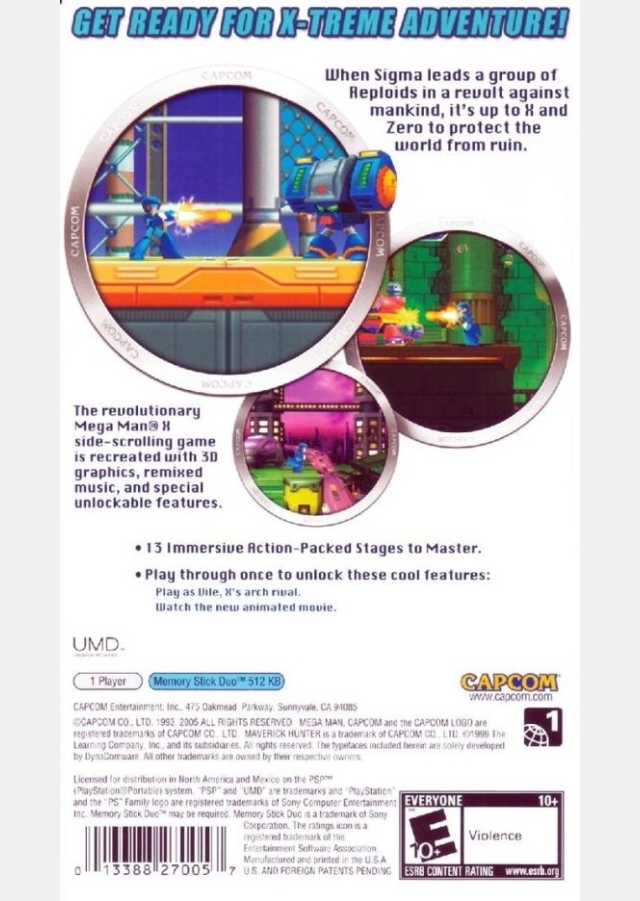 GET READY FOR X-TREME ADVENTURE!
When Sigma leads a group of
Reploids in a revolt against
mankind, it's up to X and
Zero to protect the
world from ruin.
CAPCOM
CAPCOM
CAPCOM
CAPCOM
CAPCOM
CAPCOM
CAPCOM
CAPCOM
CAPCOM
The revolutionary
Mega Man® X
side-scrolling game
is recreated with 3D
graphics, remixed
music, and special
unlockable features.
• 13 Immersive Action-Packed Stages to Master.
• Play through once to unlock these cool features:
Play as Vile, X's arch rival.
Watch the new animated movie.
UMD™
1 Player
Memory Stick Duo™ 512 KB
CAPCOM
www.capcom.com
CAPCOM Entertainment, Inc., 475 Oakmead Parkway, Sunnyvale, CA 94085
©CAPCOM CO., LTD. 1993, 2005 ALL RIGHTS RESERVED. MEGA MAN, CAPCOM and the CAPCOM LOGO are
registered trademarks of CAPCOM CO., LTD. MAVERICK HUNTER is a trademark of CAPCOM CO., LTD. ©1999 The
Learning Company, Inc., and its subsidiaries. All rights reserved. The typefaces included herein are solely developed
by DynaComware. All other trademarks are owned by their respective owners.
1
Licensed for distribution in North America and Mexico on the PSP™
(PlayStation®Portable) system. "PSP" and "UMD" are trademarks and "PlayStation"
and the "PS" Family logo are registered trademarks of Sony Computer Entertainment
Inc. Memory Stick Duo™ may be required. Memory Stick Duo is a trademark of Sony
Corporation. The ratings icon is a
registered trademark of the
Entertainment Software Association.
Manufactured and printed in the U.S.A.
U.S. AND FOREIGN PATENTS PENDING.
0 13388 27005 7
EVERYONE 10+
E
10+
Violence
ESRB CONTENT RATING www.esrb.org